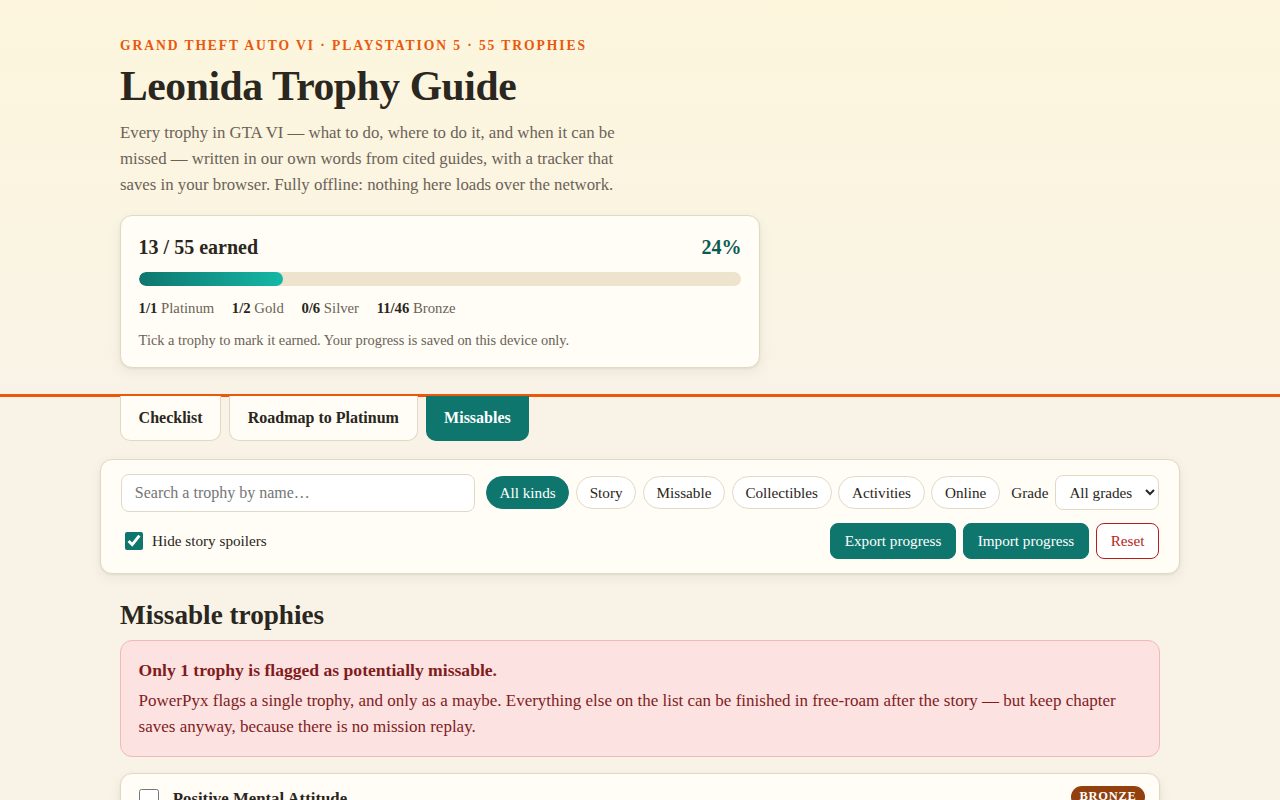 GRAND THEFT AUTO VI · PLAYSTATION 5 · 55 TROPHIES
Leonida Trophy Guide
Every trophy in GTA VI — what to do, where to do it, and when it can be
missed — written in our own words from cited guides, with a tracker that
saves in your browser. Fully offline: nothing here loads over the network.
13 / 55 earned 24%
1/1 Platinum 1/2 Gold 0/6 Silver 11/46 Bronze
Tick a trophy to mark it earned. Your progress is saved on this device only.
Checklist Roadmap to Platinum Missables
Search a trophy by name… All kinds Story Missable Collectibles Activities Online Grade All grades
Hide story spoilers Export progress Import progress Reset
Missable trophies
Only 1 trophy is flagged as potentially missable.
PowerPyx flags a single trophy, and only as a maybe. Everything else on the list can be finished in free-roam after the story — but keep chapter
saves anyway, because there is no mission replay.
Positive Mental Attitude BRONZE